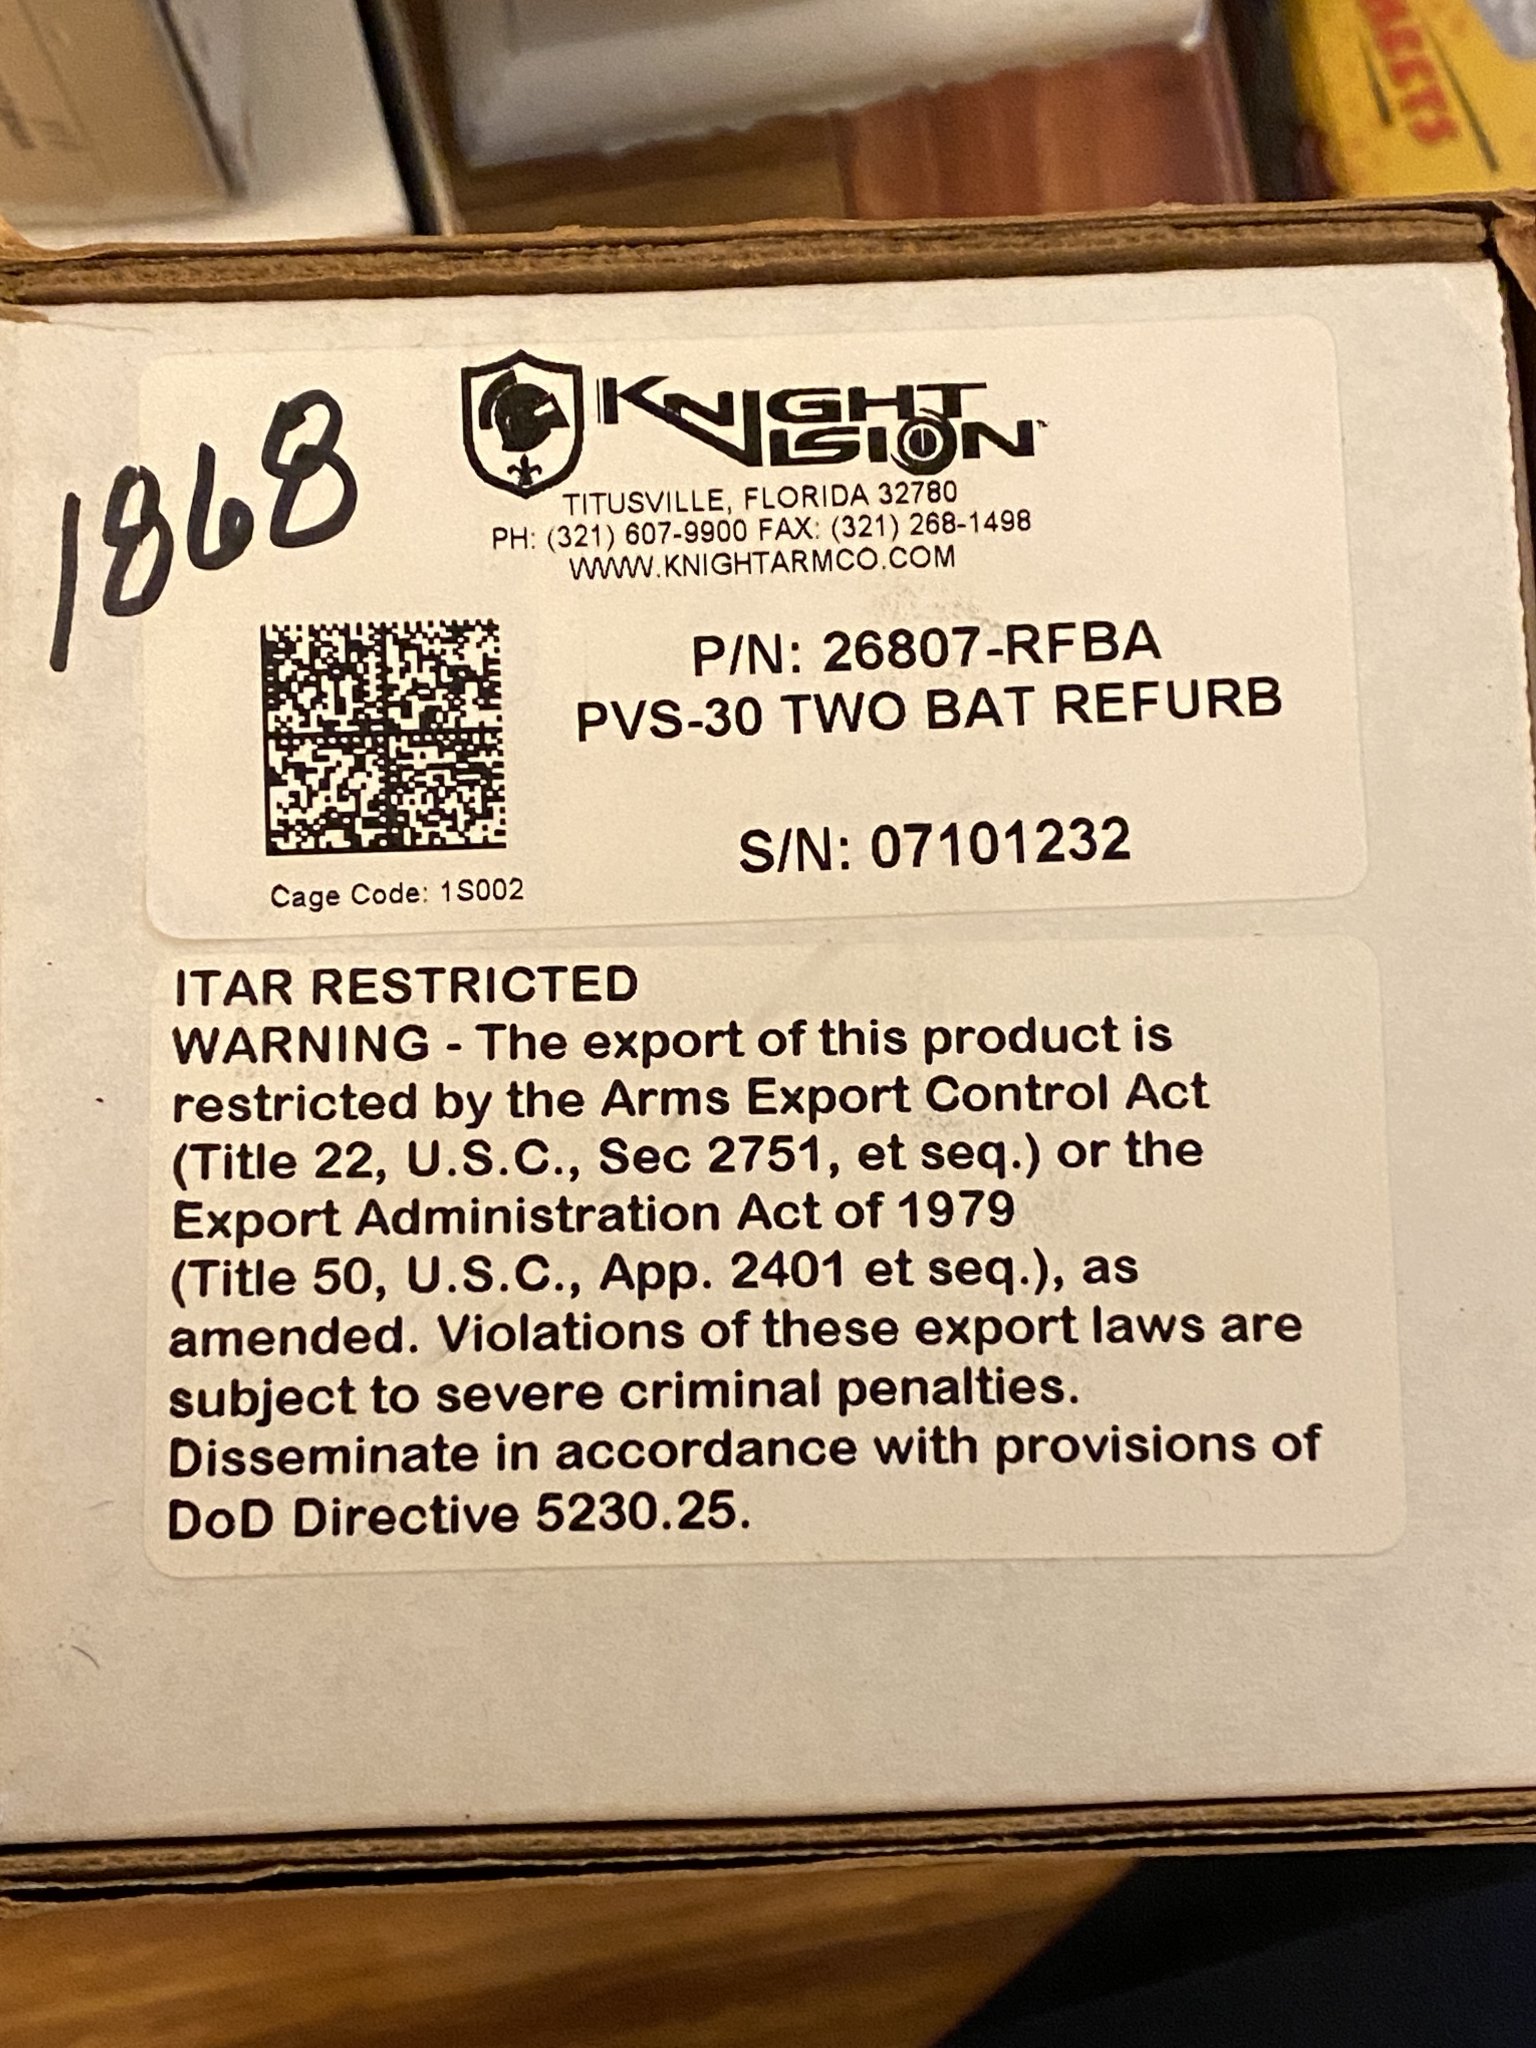 MEETS
1868
KNIGHT
VISION™
TITUSVILLE, FLORIDA 32780
PH: (321) 607-9900 FAX: (321) 268-1498
WWW.KNIGHTARMCO.COM
P/N: 26807-RFBA
PVS-30 TWO BAT REFURB
S/N: 07101232
Cage Code: 1S002
ITAR RESTRICTED
WARNING - The export of this product is
restricted by the Arms Export Control Act
(Title 22, U.S.C., Sec 2751, et seq.) or the
Export Administration Act of 1979
(Title 50, U.S.C., App. 2401 et seq.), as
amended. Violations of these export laws are
subject to severe criminal penalties.
Disseminate in accordance with provisions of
DoD Directive 5230.25.